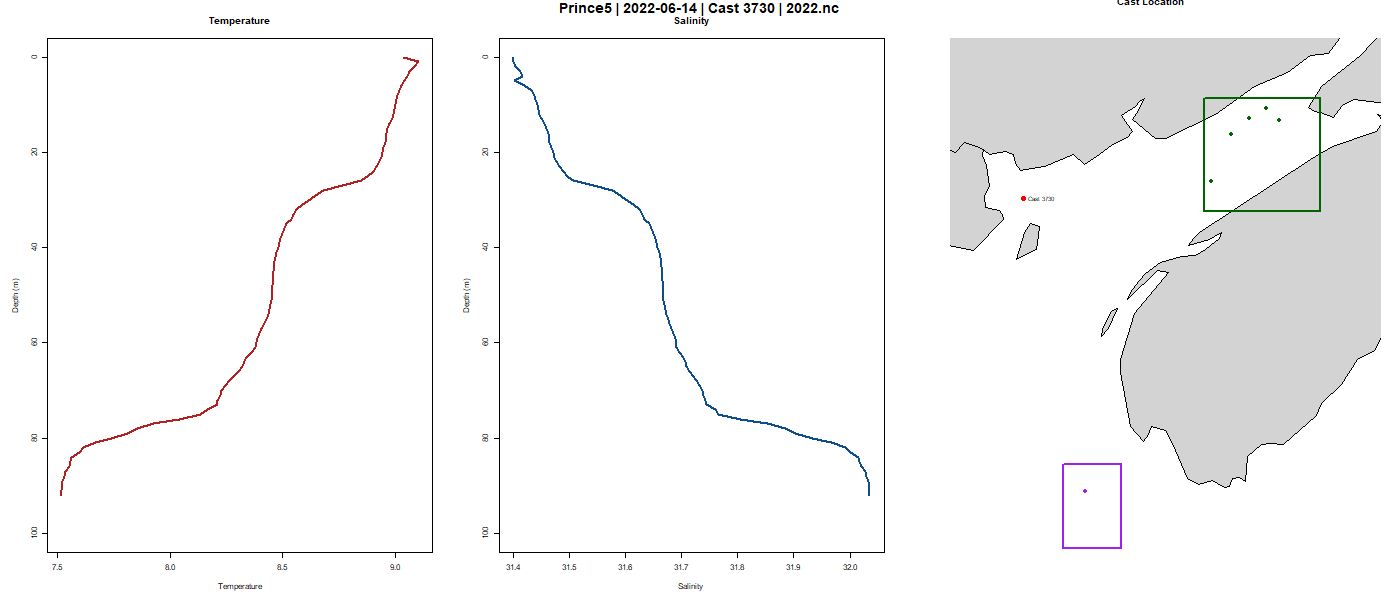 Prince5 | 2022-06-14 | Cast 3730 | 2022.nc
Temperature
Salinity
Cast Location
0
20
40
60
80
100
Depth (m)
7.5 8.0 8.5 9.0
Temperature
0
20
40
60
80
100
Depth (m)
31.4 31.5 31.6 31.7 31.8 31.9 32.0
Salinity
Cast 3730